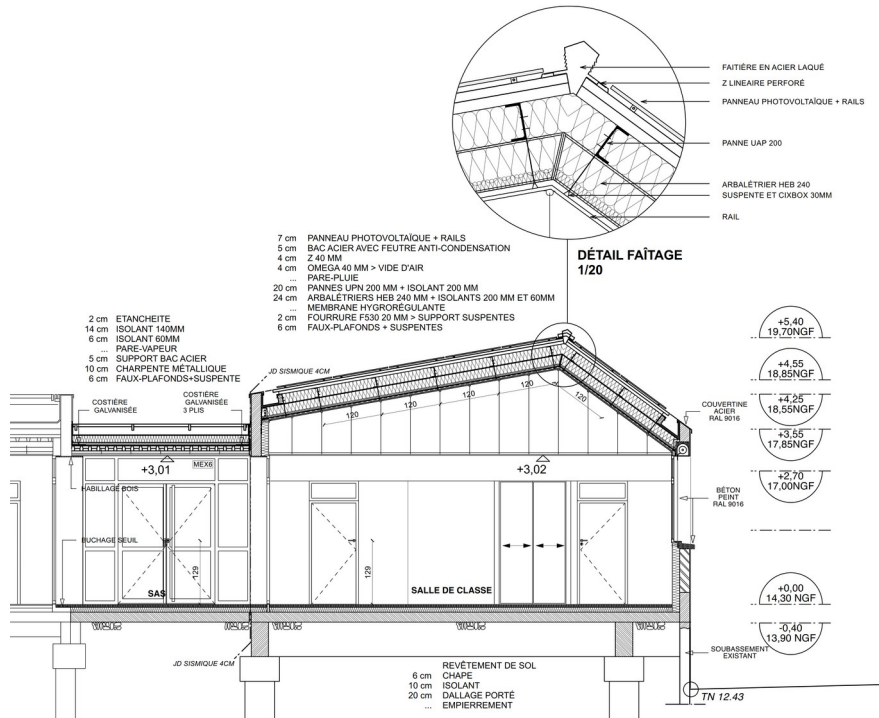 FAITIÈRE EN ACIER LAQUÉ
Z LINEAIRE PERFORÉ
PANNEAU PHOTOVOLTAÏQUE + RAILS
PANNE UAP 200
ARBALÉTRIER HEB 240
SUSPENTE ET CIXBOX 30MM
RAIL
DÉTAIL FAÎTAGE
1/20
7 cm PANNEAU PHOTOVOLTAÏQUE + RAILS
5 cm BAC ACIER AVEC FEUTRE ANTI-CONDENSATION
4 cm Z 40 MM
4 cm OMEGA 40 MM > VIDE D'AIR
... PARE-PLUIE
20 cm PANNES UPN 200 MM + ISOLANT 200 MM
24 cm ARBALÉTRIERS HEB 240 MM + ISOLANTS 200 MM ET 60MM
... MEMBRANE HYGRORÉGULANTE
2 cm FOURRURE F530 20 MM > SUPPORT SUSPENTES
6 cm FAUX-PLAFONDS + SUSPENTES
2 cm ETANCHEITE
14 cm ISOLANT 140MM
6 cm ISOLANT 60MM
... PARE-VAPEUR
5 cm SUPPORT BAC ACIER
10 cm CHARPENTE MÉTALLIQUE
6 cm FAUX-PLAFONDS+SUSPENTE
JD SISMIQUE 4CM
COSTIÈRE
GALVANISÉE
COSTIÈRE
GALVANISÉE
3 PLIS
120
120
120
120
120
+5,40
19,70NGF
+4,55
18,85NGF
+4,25
18,55NGF
+3,55
17,85NGF
+2,70
17,00NGF
+0,00
14,30 NGF
-0,40
13,90 NGF
COUVERTINE
ACIER
RAL 9016
BÉTON
PEINT
RAL 9016
+3,01
MEX6
+3,02
HABILLAGE BOIS
BUCHAGE SEUIL
129
129
SAS
SALLE DE CLASSE
JD SISMIQUE 4CM
SOUBASSEMENT
EXISTANT
TN 12.43
REVÊTEMENT DE SOL
6 cm CHAPE
10 cm ISOLANT
20 cm DALLAGE PORTÉ
... EMPIERREMENT